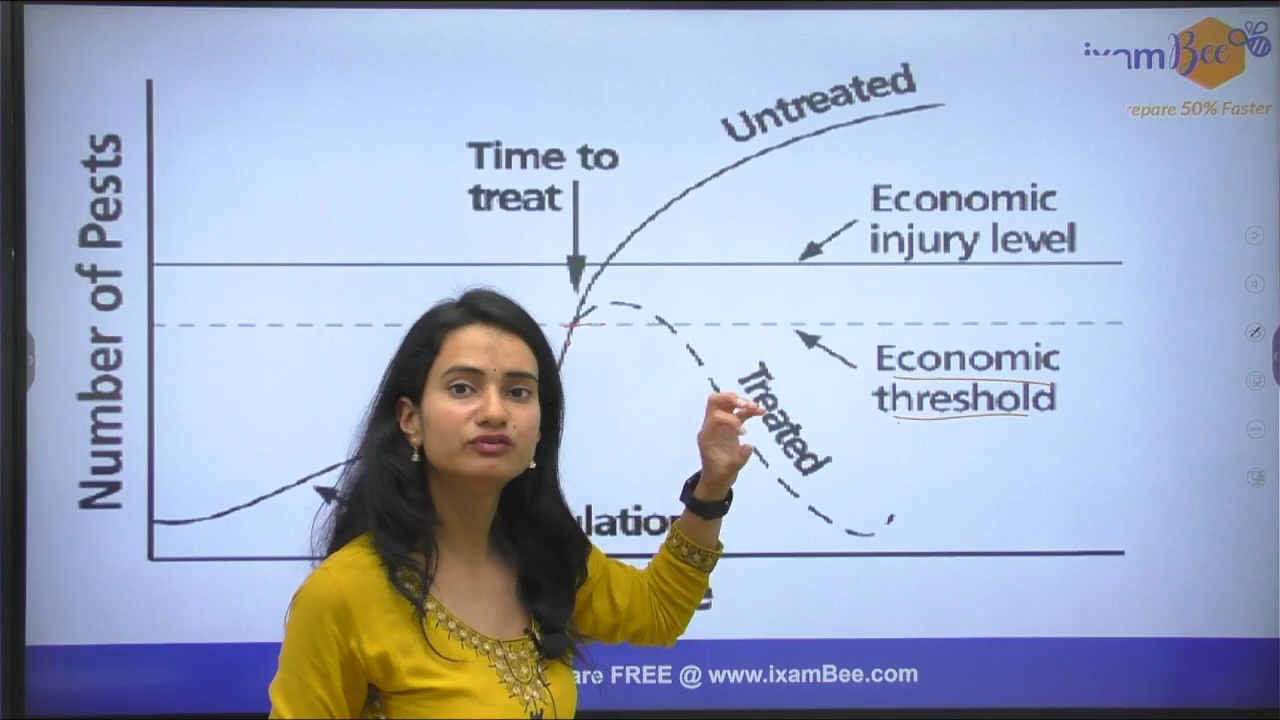 ixamBee
repare 50% Faster
Untreated
Time to
treat
Economic
injury level
Number of Pests
Economic
threshold
Treated
ulation
e
are FREE @ www.ixamBee.com